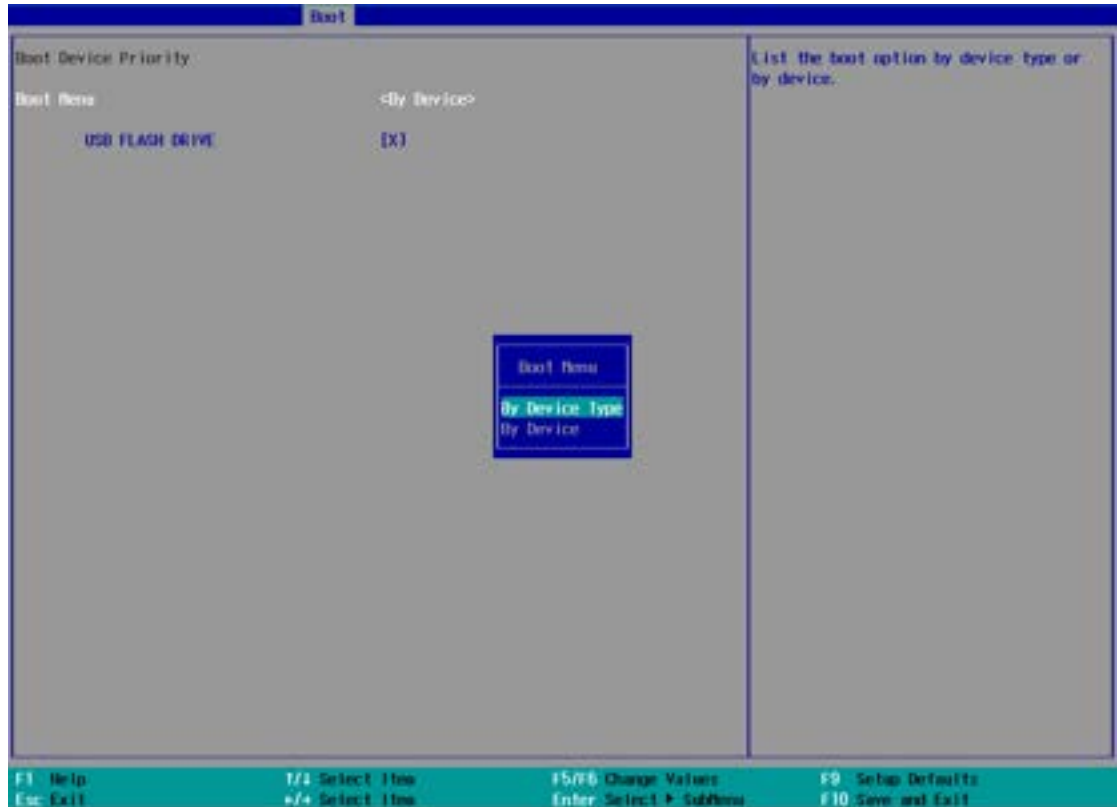 Boot
Boot Device Priority
Boot Menu <By Device>
USB FLASH DRIVE [X]
List the boot option by device type or
by device.
Boot Menu
By Device Type
By Device
F1 Help ↑/↓ Select Item F5/F6 Change Values F9 Setup Defaults
Esc Exit Select Item Enter Select ▶ SubMenu F10 Save and Exit